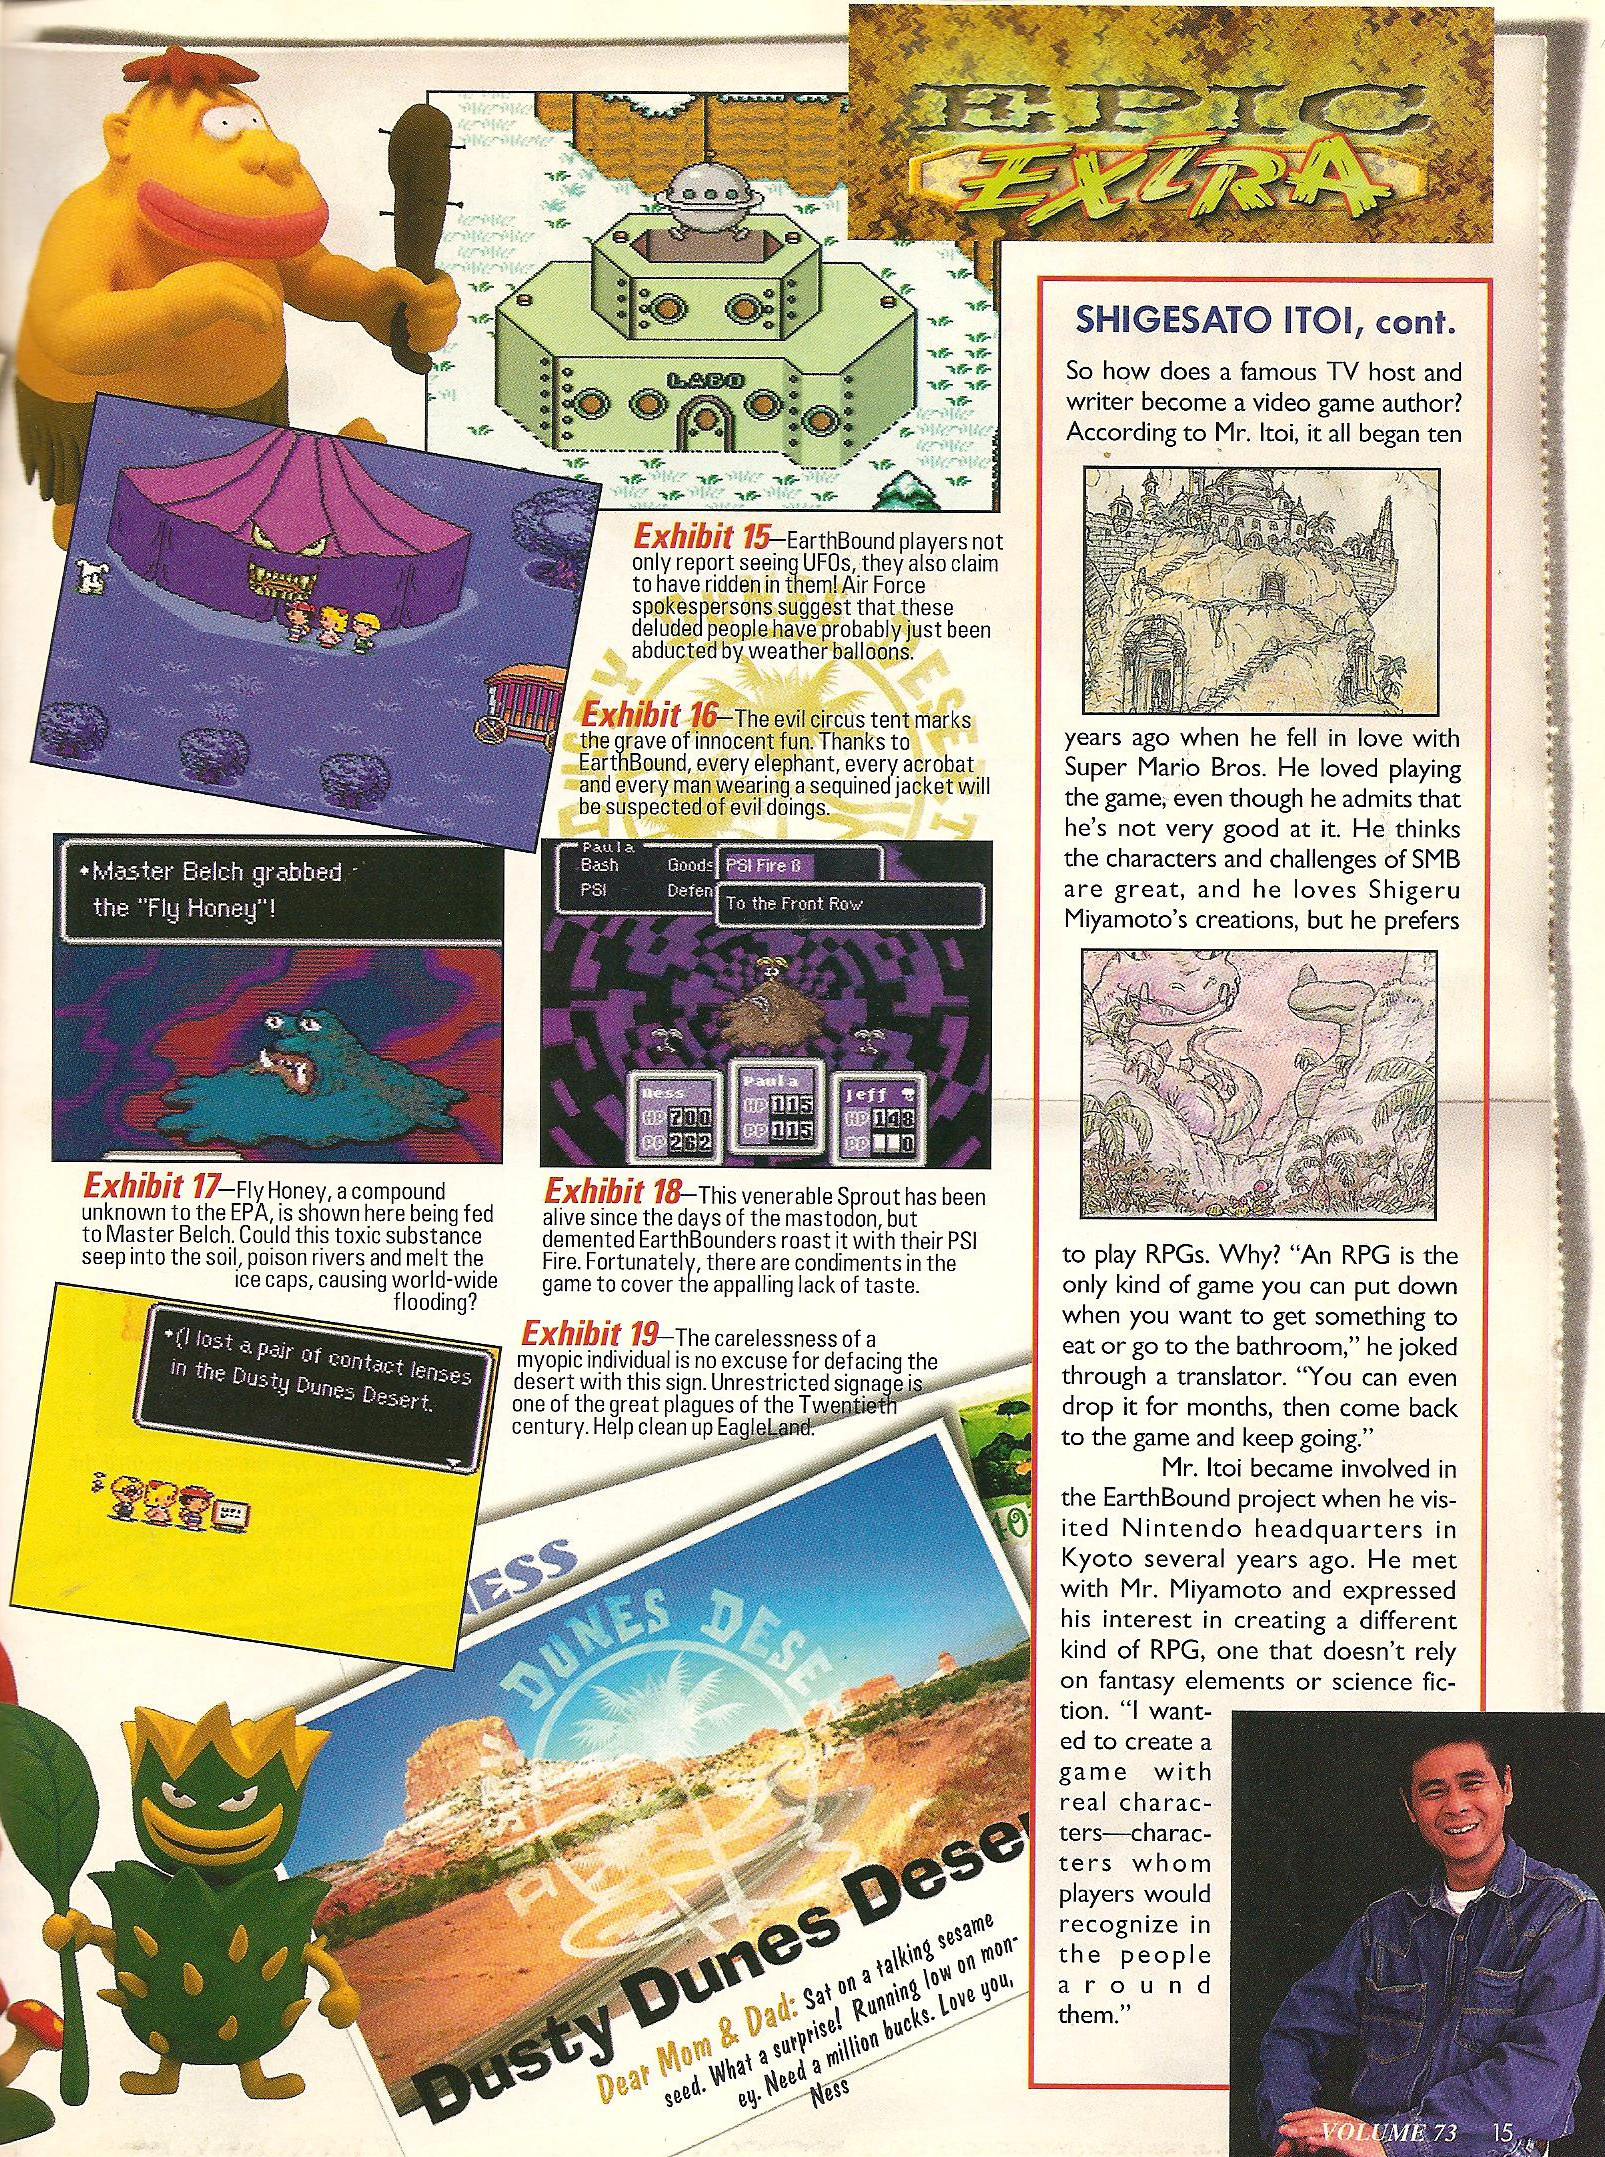 EPIC
EXTRA
LABO
Exhibit 15—EarthBound players not
only report seeing UFOs, they also claim
to have ridden in them! Air Force
spokespersons suggest that these
deluded people have probably just been
abducted by weather balloons.
Exhibit 16—The evil circus tent marks
the grave of innocent fun. Thanks to
EarthBound, every elephant, every acrobat
and every man wearing a sequined jacket will
be suspected of evil doings.
•Master Belch grabbed
the "Fly Honey"!
Paula
Bash Goods PSI Fire ß
PSI Defen
To the Front Row
Ness
HP 700
PP 262
Paula
HP 115
PP 115
Jeff
HP 148
PP 0
Exhibit 17—Fly Honey, a compound
unknown to the EPA, is shown here being fed
to Master Belch. Could this toxic substance
seep into the soil, poison rivers and melt the
ice caps, causing world-wide
flooding?
Exhibit 18—This venerable Sprout has been
alive since the days of the mastodon, but
demented EarthBounders roast it with their PSI
Fire. Fortunately, there are condiments in the
game to cover the appalling lack of taste.
•(I lost a pair of contact lenses
in the Dusty Dunes Desert.
Exhibit 19—The carelessness of a
myopic individual is no excuse for defacing the
desert with this sign. Unrestricted signage is
one of the great plagues of the Twentieth
century. Help clean up EagleLand.
NESS
DUNES DESE
Dusty Dunes Deser
Dear Mom & Dad: Sat on a talking sesame
seed. What a surprise! Running low on mon-
ey. Need a million bucks. Love you,
Ness
SHIGESATO ITOI, cont.
So how does a famous TV host and
writer become a video game author?
According to Mr. Itoi, it all began ten
years ago when he fell in love with
Super Mario Bros. He loved playing
the game, even though he admits that
he's not very good at it. He thinks
the characters and challenges of SMB
are great, and he loves Shigeru
Miyamoto's creations, but he prefers
to play RPGs. Why? “An RPG is the
only kind of game you can put down
when you want to get something to
eat or go to the bathroom,” he joked
through a translator. “You can even
drop it for months, then come back
to the game and keep going.”
Mr. Itoi became involved in
the EarthBound project when he vis-
ited Nintendo headquarters in
Kyoto several years ago. He met
with Mr. Miyamoto and expressed
his interest in creating a different
kind of RPG, one that doesn't rely
on fantasy elements or science fic-
tion. “I want-
ed to create a
game with
real charac-
ters—charac-
ters whom
players would
recognize in
the people
around
them.”
VOLUME 73 15